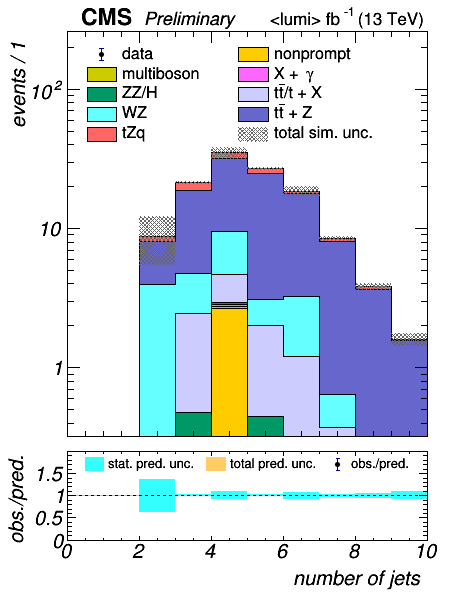 CMS Preliminary <lumi> fb⁻¹ (13 TeV)
events / 1
data
multiboson
ZZ/H
WZ
tZq
nonprompt
X + γ
tt̄/t + X
tt̄ + Z
total sim. unc.
10²
10
1
obs./pred.
stat. pred. unc. total pred. unc. obs./pred.
1.5
1
0.5
0
0 2 4 6 8 10
number of jets